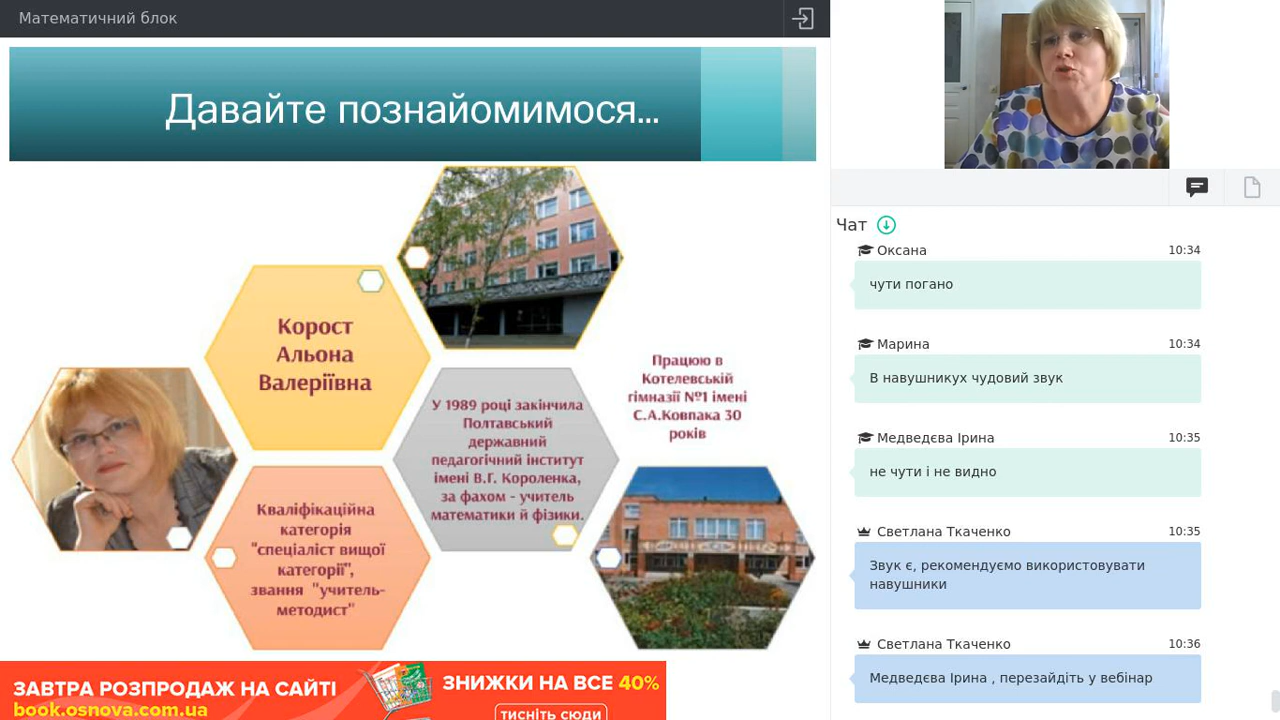 Математичний блок
Давайте познайомимося...
Корост
Альона
Валеріївна
Працюю в
Котелевській
гімназії №1 імені
С.А.Ковпака 30
років
У 1989 році закінчила
Полтавський
державний
педагогічний інститут
імені В.Г. Короленка,
за фахом - учитель
математики й фізики.
Кваліфікаційна
категорія
"спеціаліст вищої
категорії",
звання "учитель-
методист"
ЗАВТРА РОЗПРОДАЖ НА САЙТІ
book.osnova.com.ua
ЗНИЖКИ НА ВСЕ 40%
тисніть сюди
Чат
Оксана 10:34
чути погано
Марина 10:34
В навушникух чудовий звук
Медведєва Ірина 10:35
не чути і не видно
Светлана Ткаченко 10:35
Звук є, рекомендуємо використовувати
навушники
Светлана Ткаченко 10:36
Медведєва Ірина , перезайдіть у вебінар